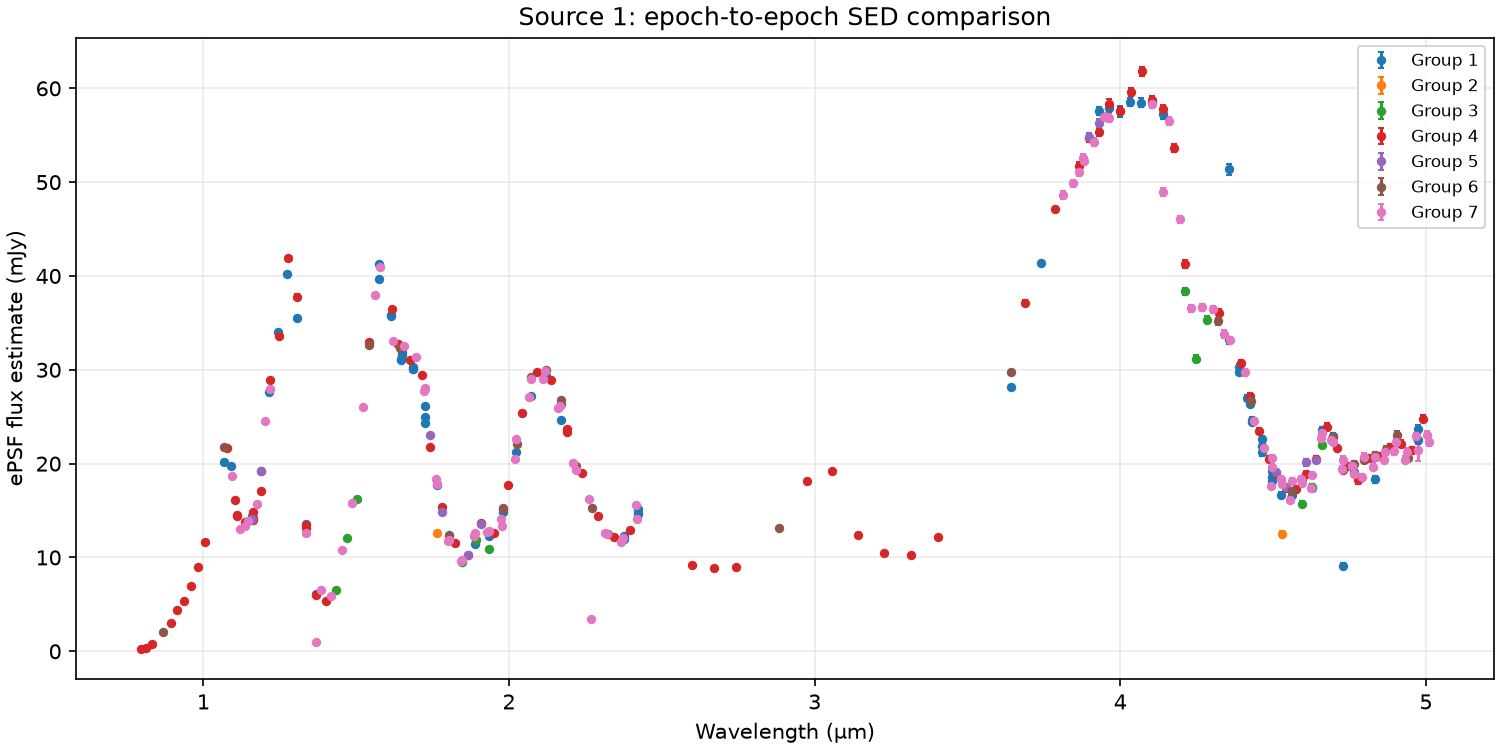 Source 1: epoch-to-epoch SED comparison
ePSF flux estimate (mJy)
60
50
40
30
20
10
0
1
2
3
4
5
Wavelength (μm)
Group 1
Group 2
Group 3
Group 4
Group 5
Group 6
Group 7